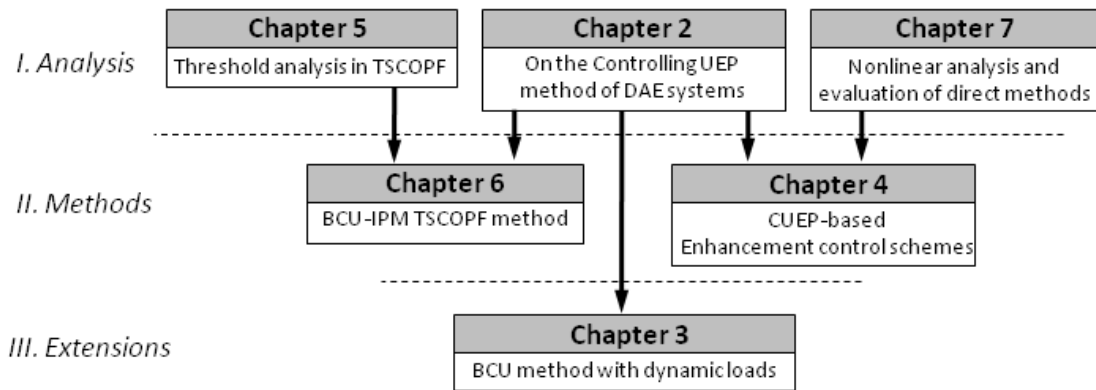 Chapter 5
Threshold analysis in TSCOPF
Chapter 2
On the Controlling UEP
method of DAE systems
Chapter 7
Nonlinear analysis and
evaluation of direct methods
I. Analysis
Chapter 6
BCU-IPM TSCOPF method
Chapter 4
CUEP-based
Enhancement control schemes
II. Methods
Chapter 3
BCU method with dynamic loads
III. Extensions